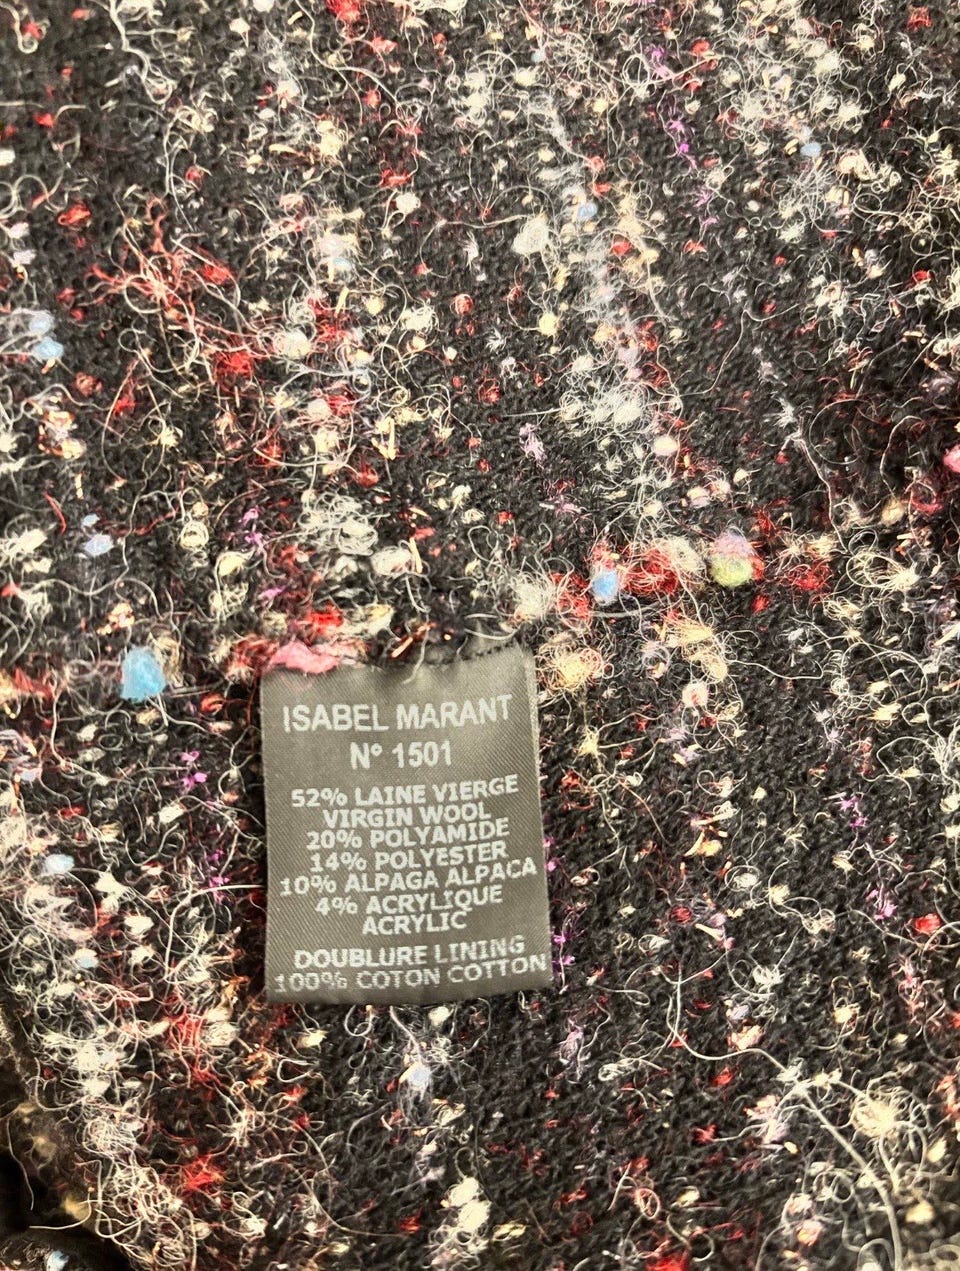 ISABEL MARANT
N° 1501
52% LAINE VIERGE
VIRGIN WOOL
20% POLYAMIDE
14% POLYESTER
10% ALPAGA ALPACA
4% ACRYLIQUE
ACRYLIC
DOUBLURE LINING
100% COTON COTTON